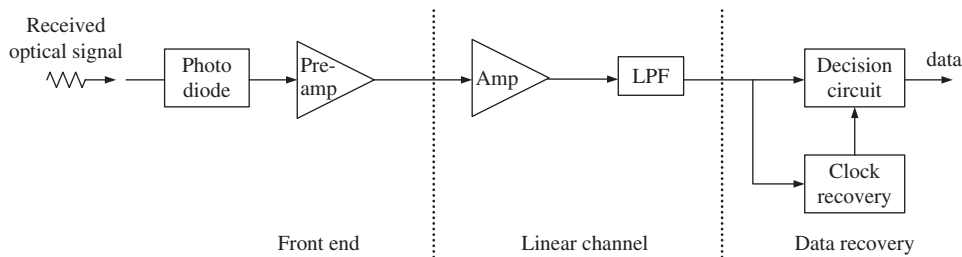 Received
optical signal
Photo
diode
Pre-
amp
Amp
LPF
Decision
circuit
data
Clock
recovery
Front end
Linear channel
Data recovery